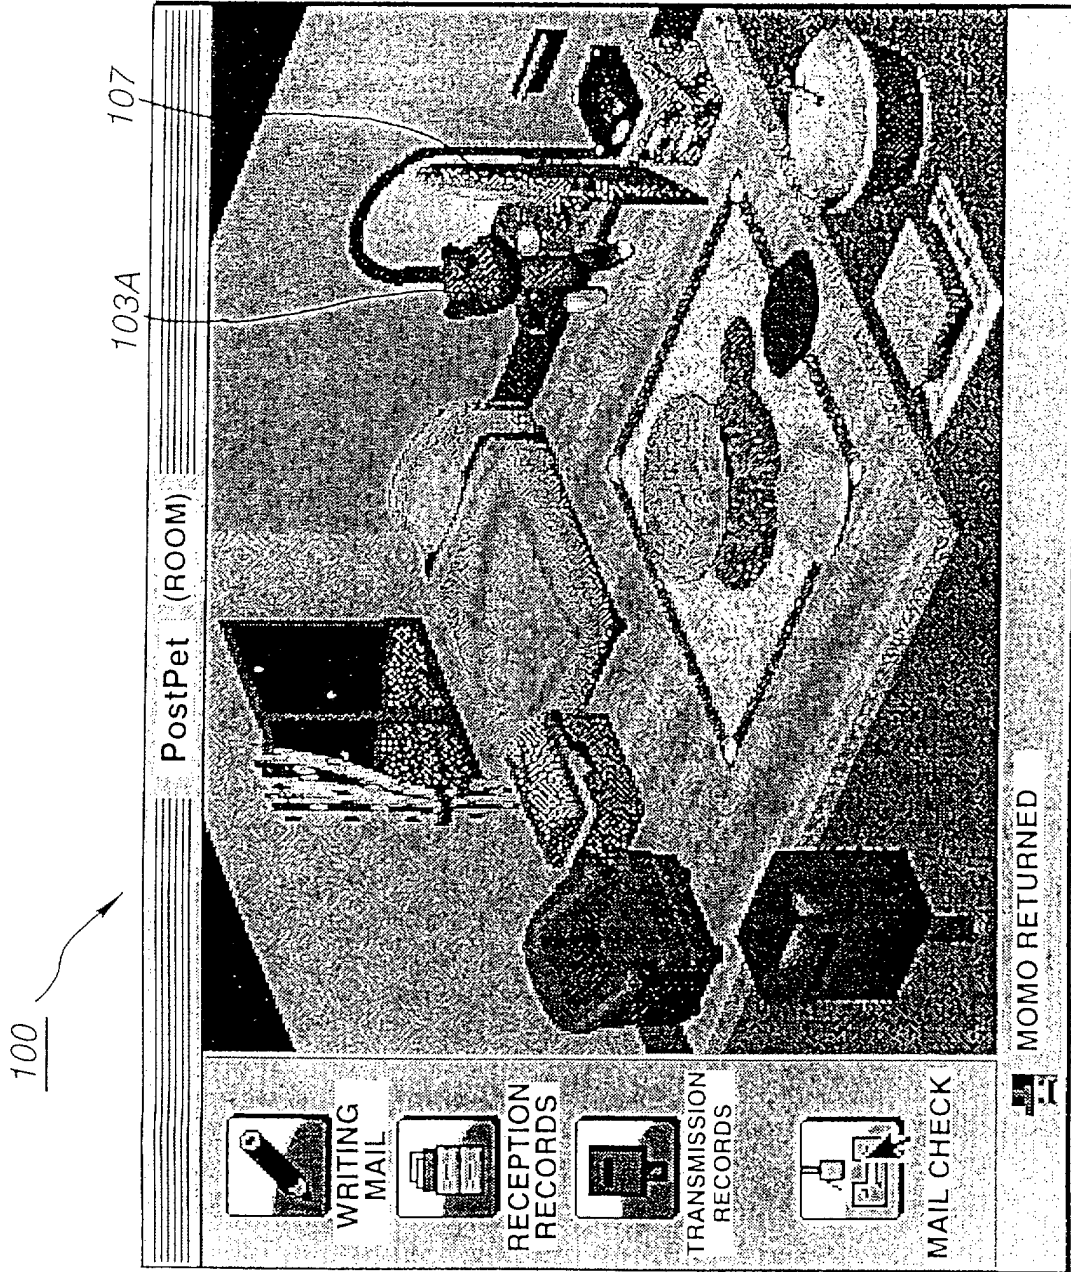 100
PostPet (ROOM)
103A
107
WRITING
MAIL
RECEPTION
RECORDS
TRANSMISSION
RECORDS
MAIL CHECK
MOMO RETURNED